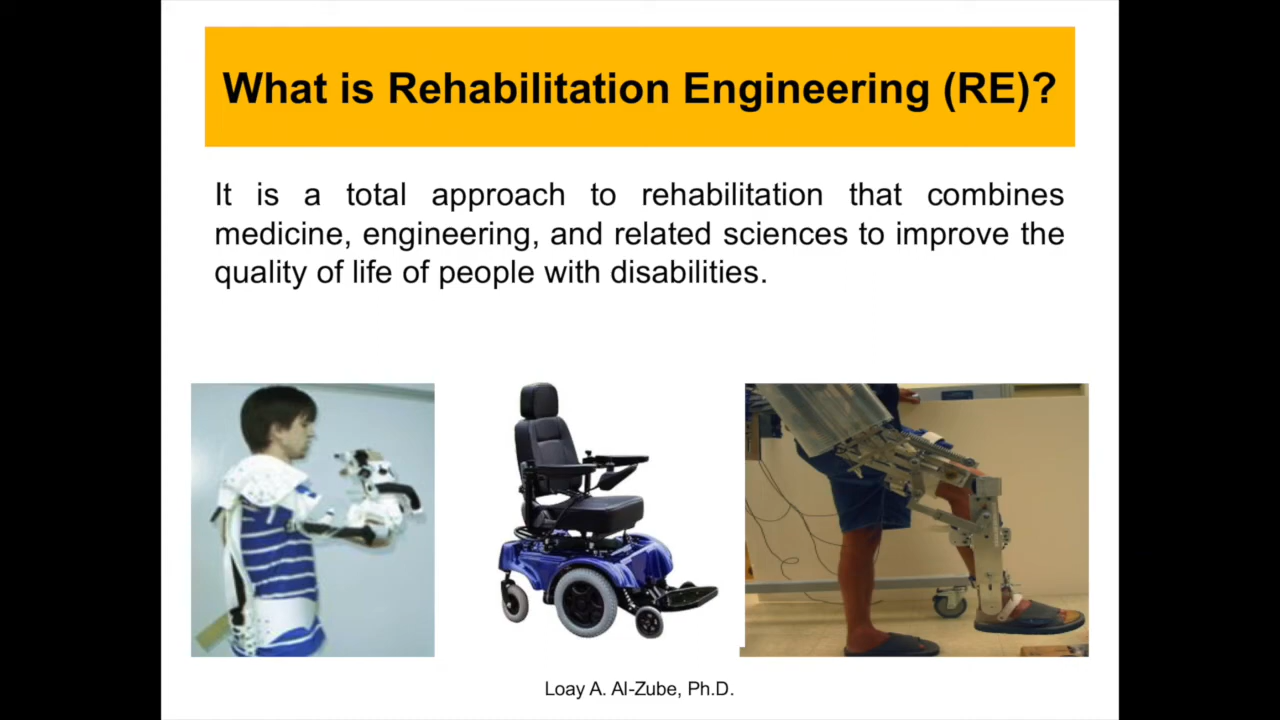 What is Rehabilitation Engineering (RE)?
It is a total approach to rehabilitation that combines
medicine, engineering, and related sciences to improve the
quality of life of people with disabilities.
Loay A. Al-Zube, Ph.D.